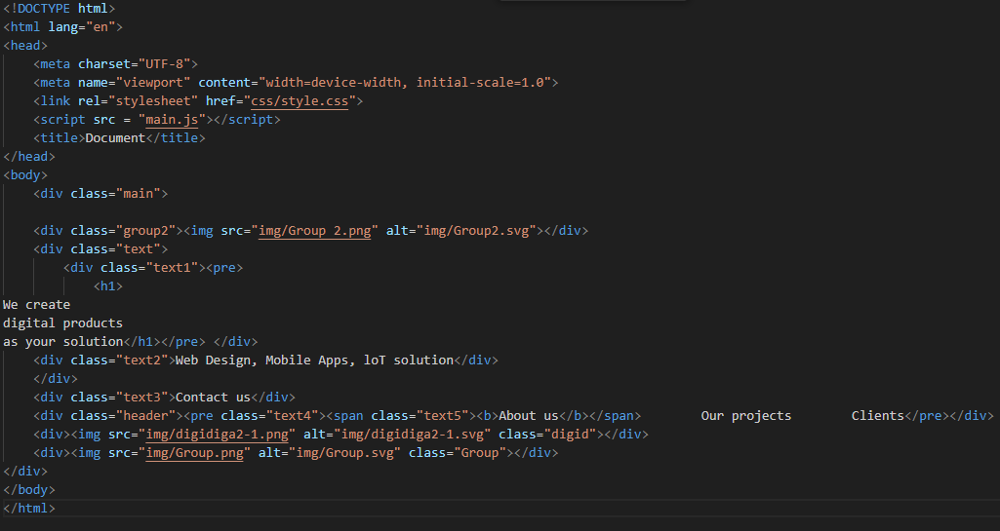 <!DOCTYPE html>
<html lang="en">
<head>
    <meta charset="UTF-8">
    <meta name="viewport" content="width=device-width, initial-scale=1.0">
    <link rel="stylesheet" href="css/style.css">
    <script src = "main.js"></script>
    <title>Document</title>
</head>
<body>
    <div class="main">

    <div class="group2"><img src="img/Group 2.png" alt="img/Group2.svg"></div>
    <div class="text">
        <div class="text1"><pre>
            <h1>
We create
digital products
as your solution</h1></pre> </div>
    <div class="text2">Web Design, Mobile Apps, loT solution</div>
    </div>
    <div class="text3">Contact us</div>
    <div class="header"><pre class="text4"><span class="text5"><b>About us</b></span>        Our projects        Clients</pre></div>
    <div><img src="img/digidiga2-1.png" alt="img/digidiga2-1.svg" class="digid"></div>
    <div><img src="img/Group.png" alt="img/Group.svg" class="Group"></div>
</div>
</body>
</html>